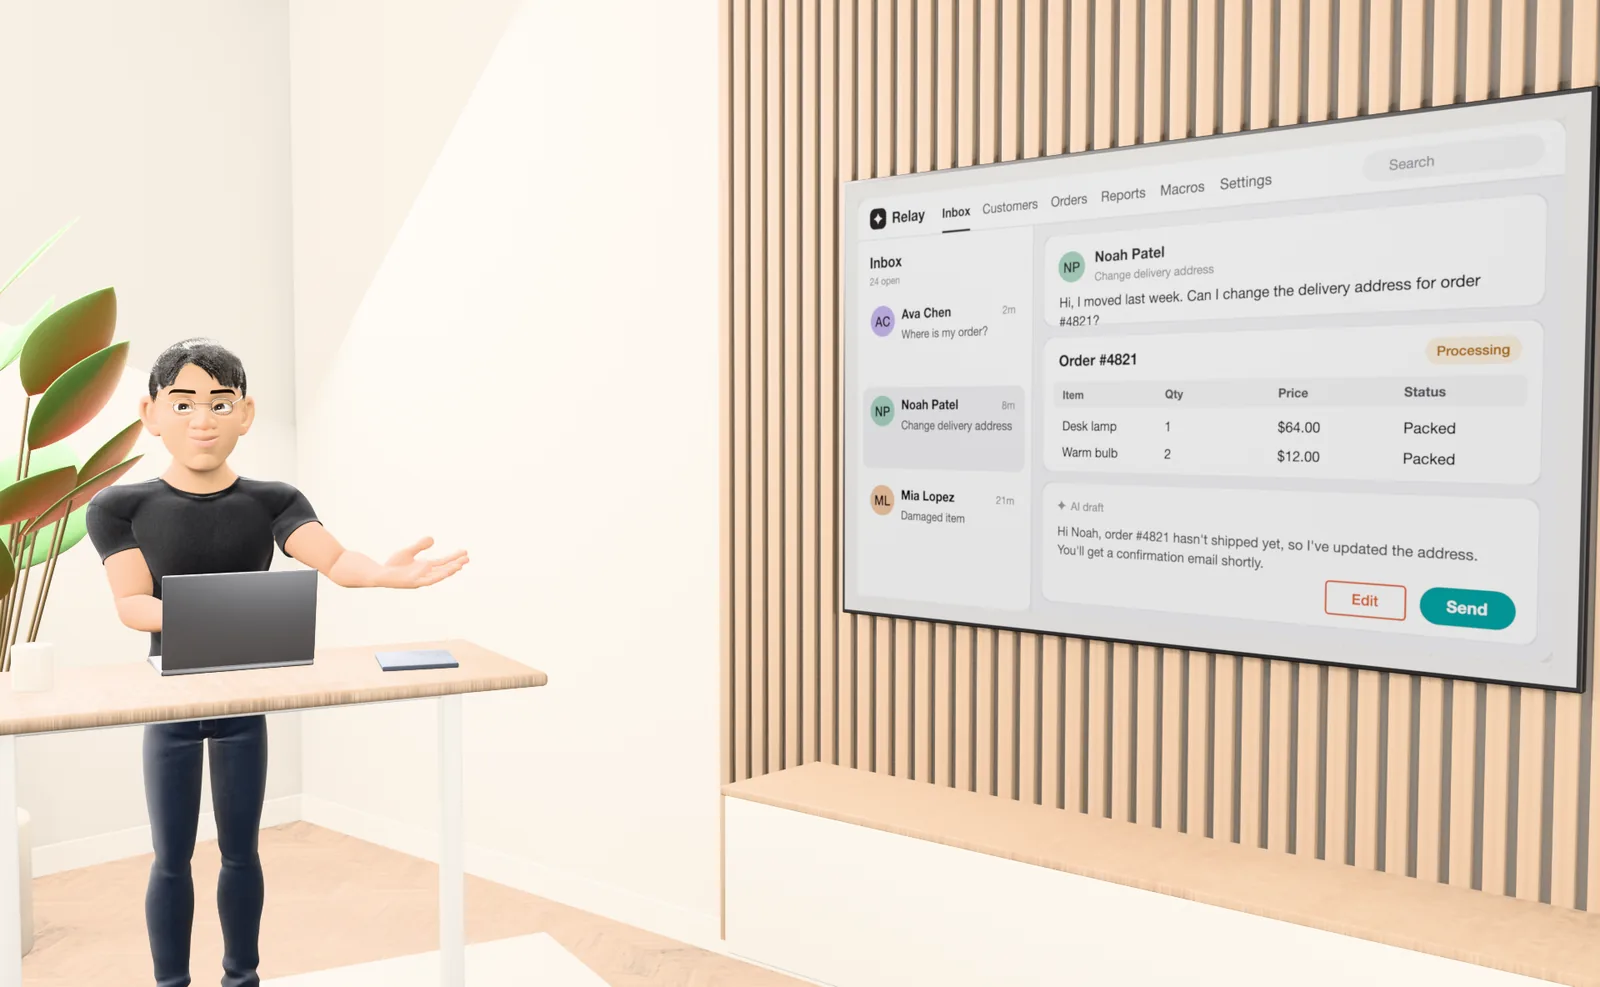 Relay
Inbox
Customers
Orders
Reports
Macros
Settings
Search
Inbox
24 open
AC
Ava Chen
2m
Where is my order?
NP
Noah Patel
8m
Change delivery address
ML
Mia Lopez
21m
Damaged item
NP
Noah Patel
Change delivery address
Hi, I moved last week. Can I change the delivery address for order
#4821?
Order #4821
Processing
Item Qty Price Status
Desk lamp 1 $64.00 Packed
Warm bulb 2 $12.00 Packed
AI draft
Hi Noah, order #4821 hasn't shipped yet, so I've updated the address.
You'll get a confirmation email shortly.
Edit
Send